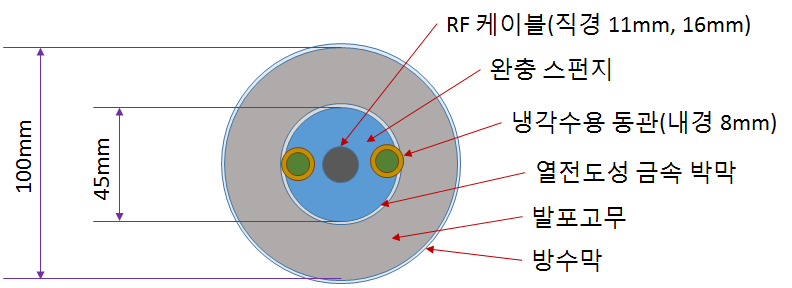 RF 케이블(직경 11mm, 16mm)
완충 스펀지
냉각수용 동관(내경 8mm)
열전도성 금속 박막
발포고무
방수막
100mm
45mm